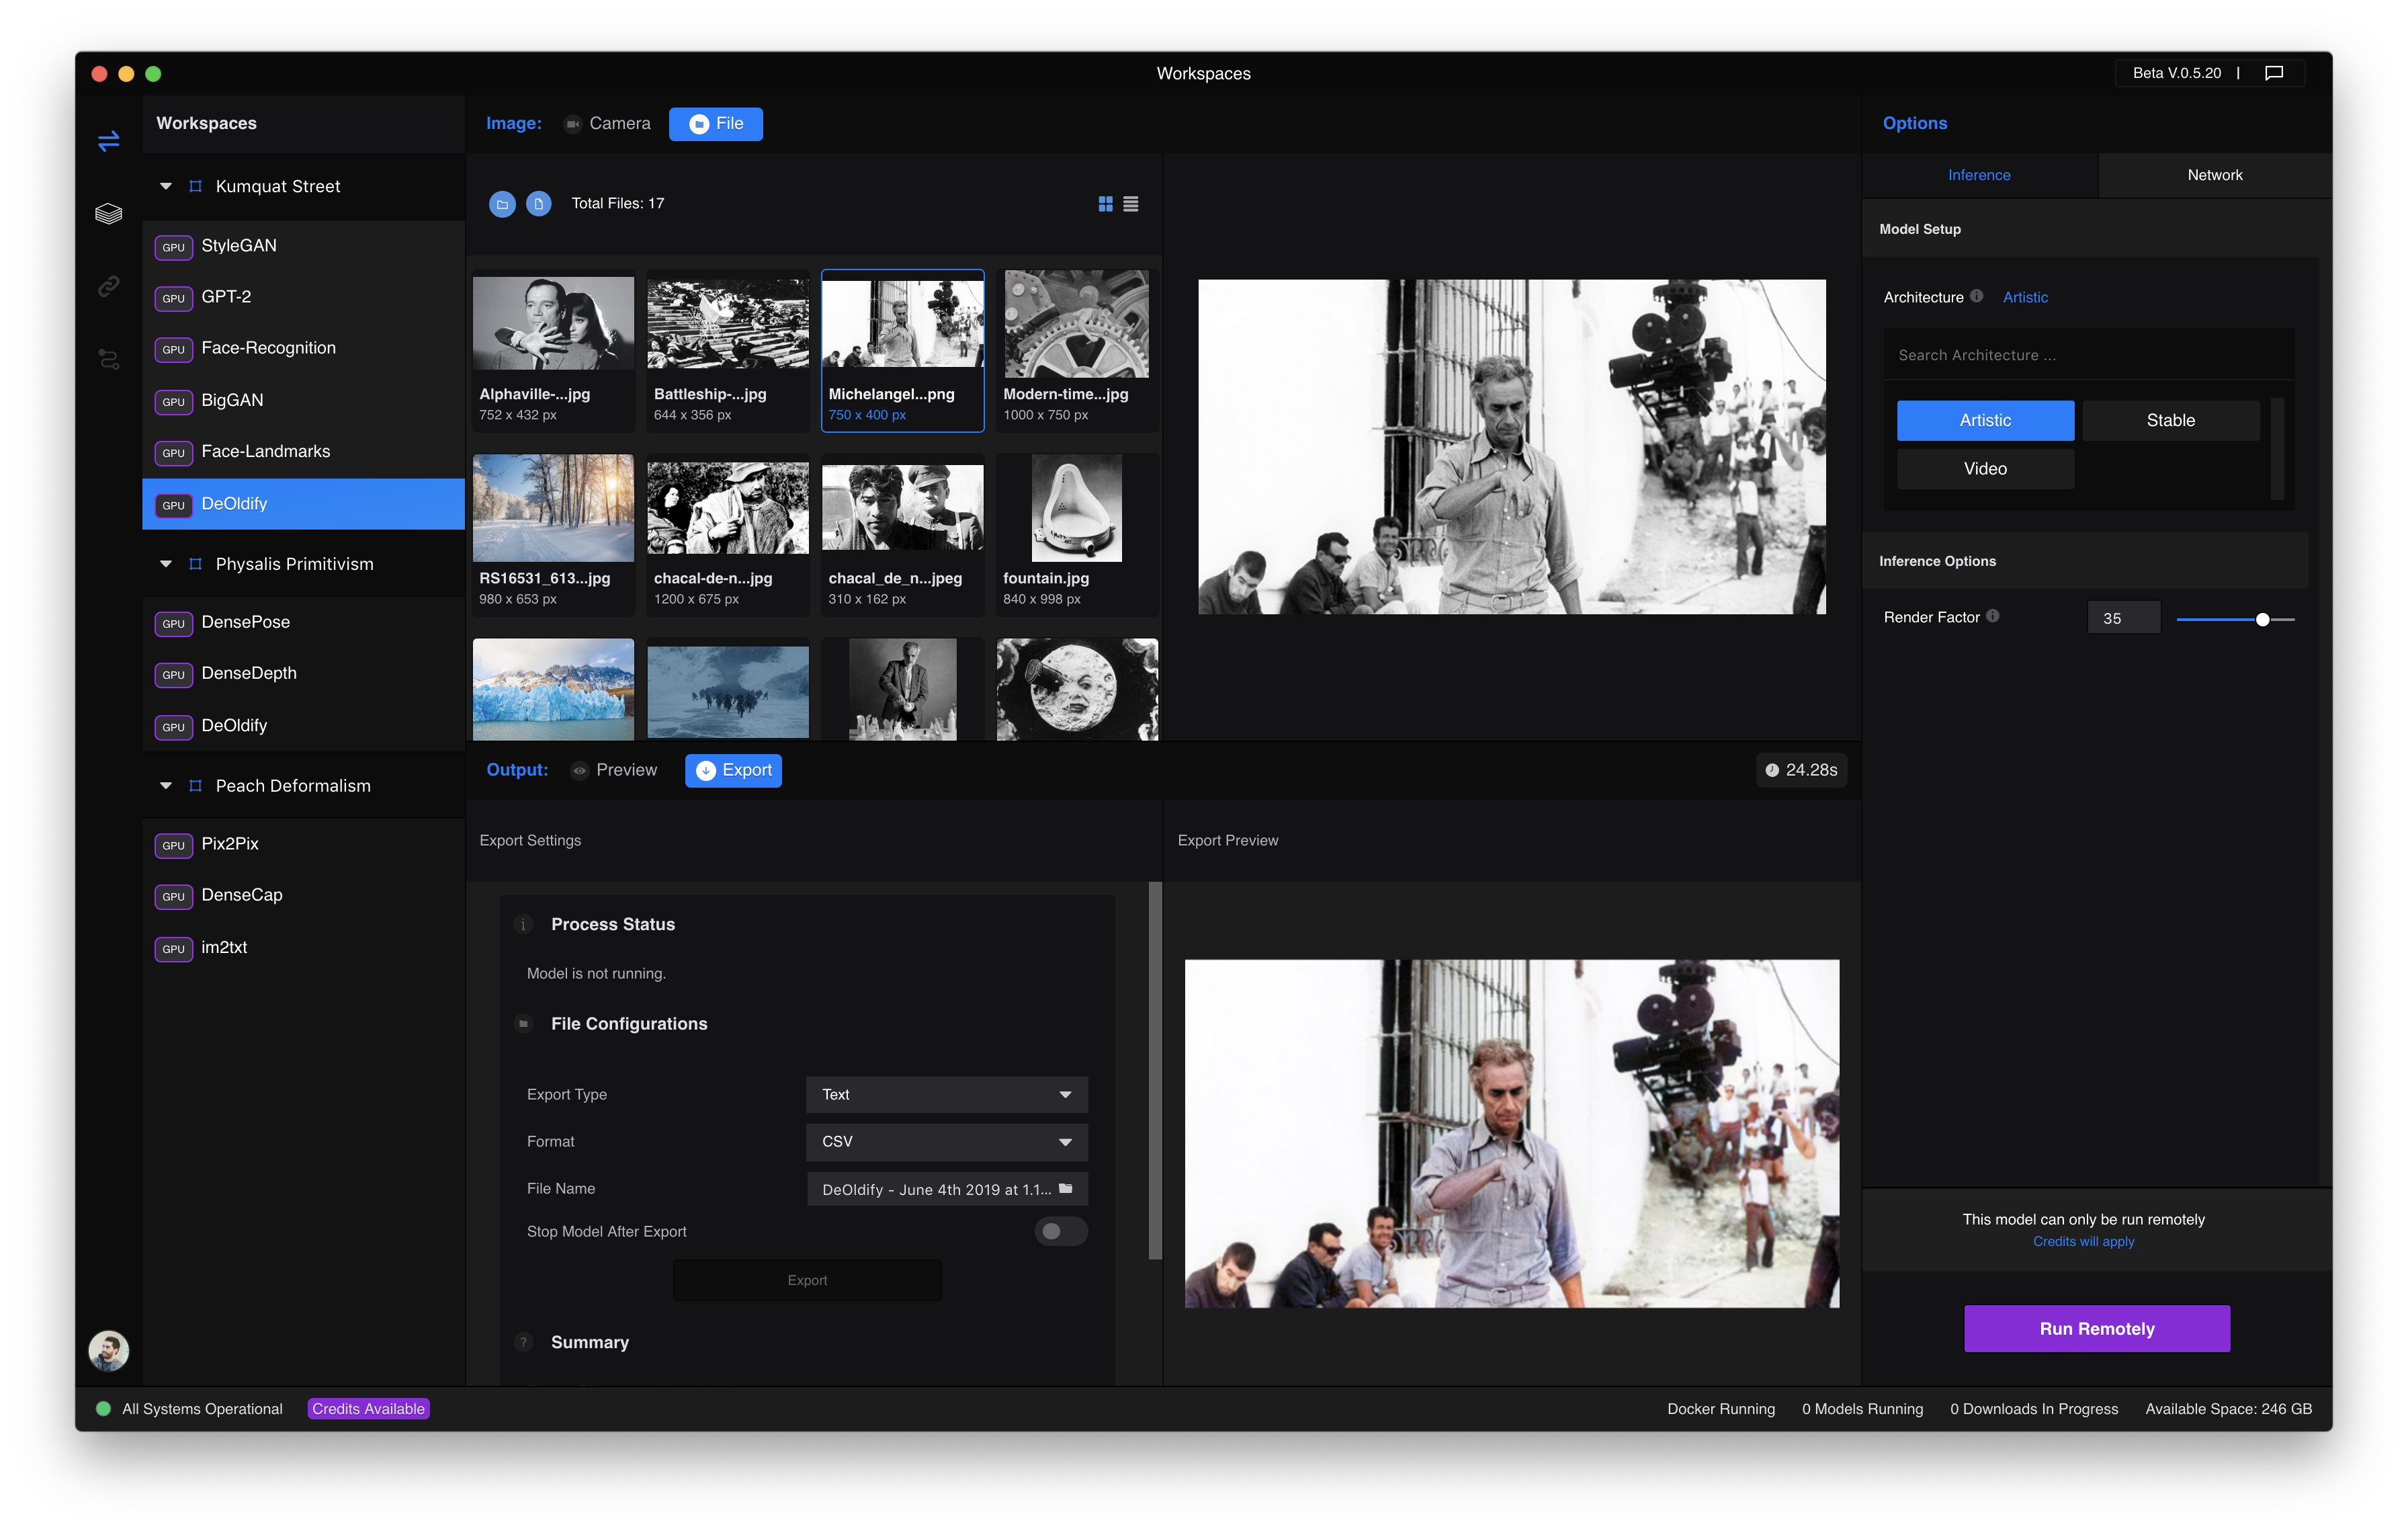 Workspaces
Beta V.0.5.20 |
Workspaces
Kumquat Street
GPU StyleGAN
GPU GPT-2
GPU Face-Recognition
GPU BigGAN
GPU Face-Landmarks
GPU DeOldify
Physalis Primitivism
GPU DensePose
GPU DenseDepth
GPU DeOldify
Peach Deformalism
GPU Pix2Pix
GPU DenseCap
GPU im2txt
Image: Camera File
Total Files: 17
Alphaville-...jpg
752 x 432 px
Battleship-...jpg
644 x 356 px
Michelangel...png
750 x 400 px
Modern-time...jpg
1000 x 750 px
RS16531_613...jpg
980 x 653 px
chacal-de-n...jpg
1200 x 675 px
chacal_de_n...jpeg
310 x 162 px
fountain.jpg
840 x 998 px
Output: Preview Export
24.28s
Export Settings
Process Status
Model is not running.
File Configurations
Export Type Text
Format CSV
File Name DeOldify - June 4th 2019 at 1.1...
Stop Model After Export
Export
Summary
Export Preview
Options
Inference Network
Model Setup
Architecture Artistic
Search Architecture ...
Artistic Stable
Video
Inference Options
Render Factor 35
This model can only be run remotely
Credits will apply
Run Remotely
All Systems Operational Credits Available
Docker Running 0 Models Running 0 Downloads In Progress Available Space: 246 GB